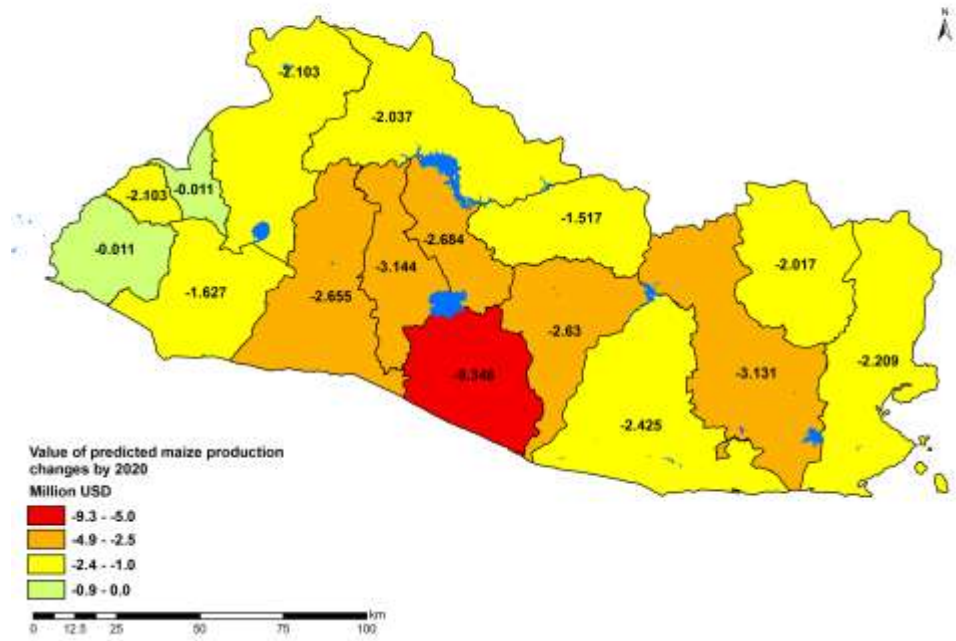 N
-2.103
-2.037
-0.011
-2.103
-1.517
-2.684
-0.011
-3.144
-2.017
-1.627
-2.655
-2.63
-2.209
-3.131
-2.425
Value of predicted maize production
changes by 2020
Million USD
-9.3 - -5.0
-4.9 - -2.5
-2.4 - -1.0
-0.9 - 0.0
km
0 12.5 25 50 75 100